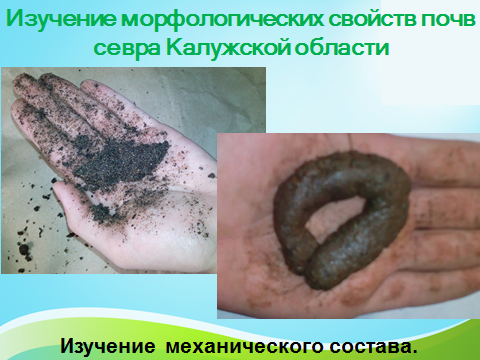 Изучение морфологических свойств почв
севра Калужской области
Изучение механического состава.